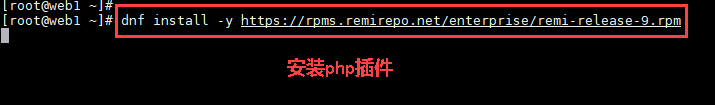 [root@web1 ~]#
[root@web1 ~]# dnf install -y https://rpms.remirepo.net/enterprise/remi-release-9.rpm
安装php插件